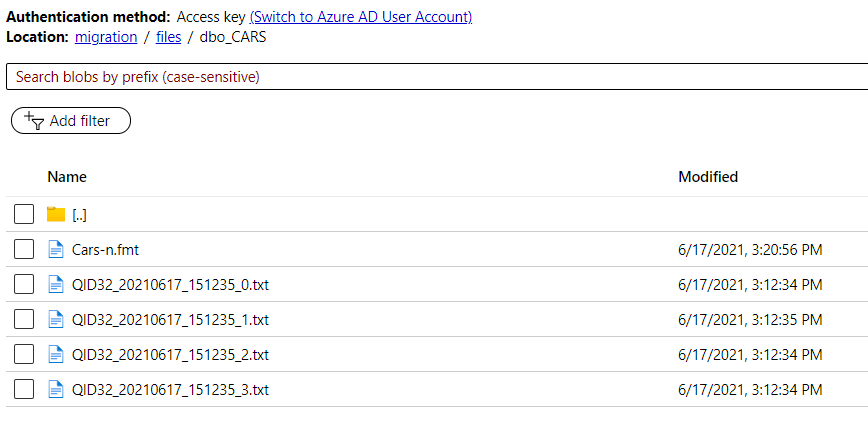 Authentication method: Access key (Switch to Azure AD User Account)
Location: migration / files / dbo_CARS
Search blobs by prefix (case-sensitive)
Add filter
Name Modified
[..]
Cars-n.fmt 6/17/2021, 3:20:56 PM
QID32_20210617_151235_0.txt 6/17/2021, 3:12:34 PM
QID32_20210617_151235_1.txt 6/17/2021, 3:12:35 PM
QID32_20210617_151235_2.txt 6/17/2021, 3:12:34 PM
QID32_20210617_151235_3.txt 6/17/2021, 3:12:34 PM